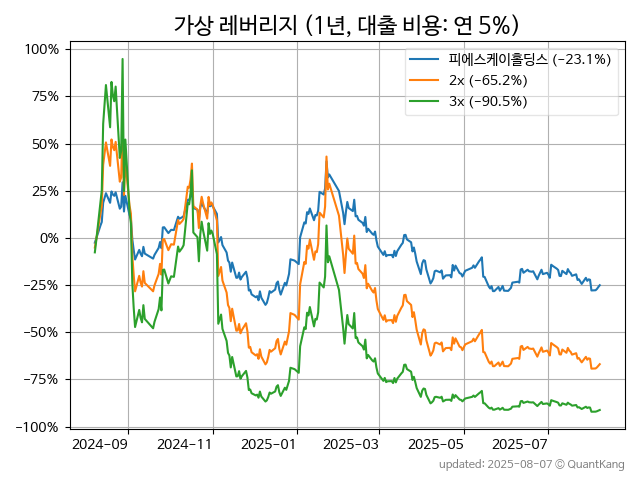 가상 레버리지 (1년, 대출 비용: 연 5%)
피에스케이홀딩스 (-23.1%)
2x (-65.2%)
3x (-90.5%)
100%
75%
50%
25%
0%
-25%
-50%
-75%
-100%
2024-09 2024-11 2025-01 2025-03 2025-05 2025-07
updated: 2025-08-07 © QuantKang